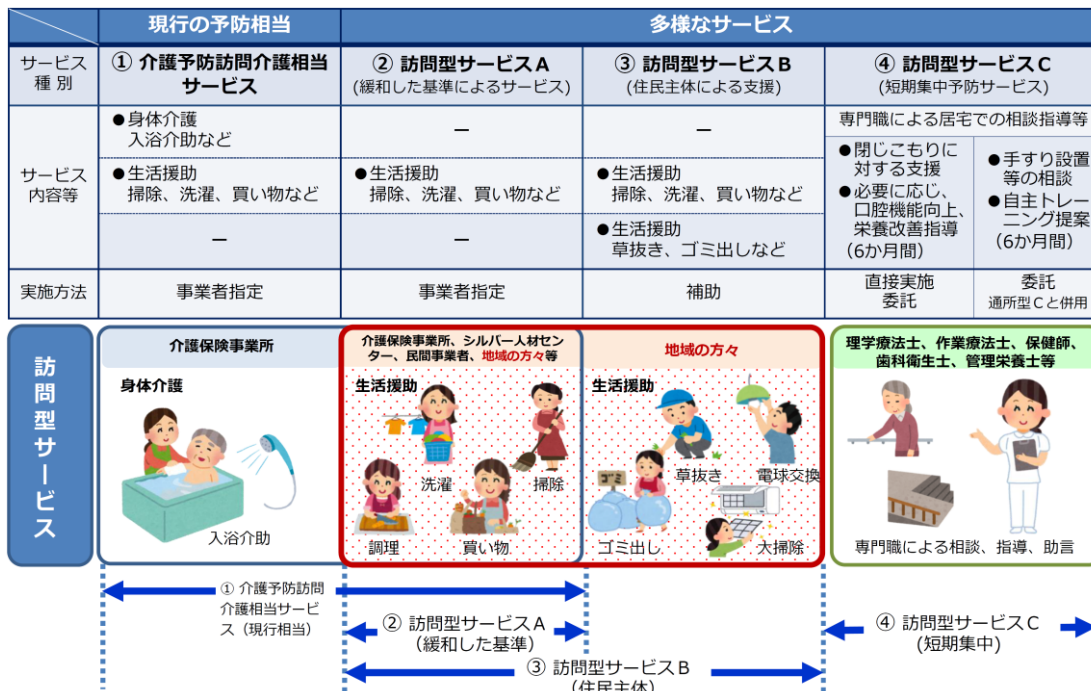 現行の予防相当
多様なサービス
サービス
種 別
① 介護予防訪問介護相当
サービス
② 訪問型サービスA
(緩和した基準によるサービス)
③ 訪問型サービスB
(住民主体による支援)
④ 訪問型サービスC
(短期集中予防サービス)
サービス
内容等
●身体介護
入浴介助など
―
―
専門職による居宅での相談指導等
●生活援助
掃除、洗濯、買い物など
●生活援助
掃除、洗濯、買い物など
●生活援助
掃除、洗濯、買い物など
―
―
●生活援助
草抜き、ゴミ出しなど
●閉じこもりに
対する支援
●必要に応じ、
口腔機能向上、
栄養改善指導
(6か月間)
●手すり設置
等の相談
●自主トレー
ニング提案
(6か月間)
実施方法
事業者指定
事業者指定
補助
直接実施
委託
委託
通所型Cと併用
訪問型サービス
介護保険事業所
身体介護
入浴介助
介護保険事業所、シルバー人材セン
ター、民間事業者、地域の方々等
生活援助
洗濯
掃除
調理
買い物
地域の方々
生活援助
草抜き
電球交換
ゴミ
ゴミ出し
大掃除
理学療法士、作業療法士、保健師、
歯科衛生士、管理栄養士等
専門職による相談、指導、助言
① 介護予防訪問
介護相当サービ
ス（現行相当）
② 訪問型サービスA
(緩和した基準)
③ 訪問型サービスB
(住民主体)
④ 訪問型サービスC
(短期集中)